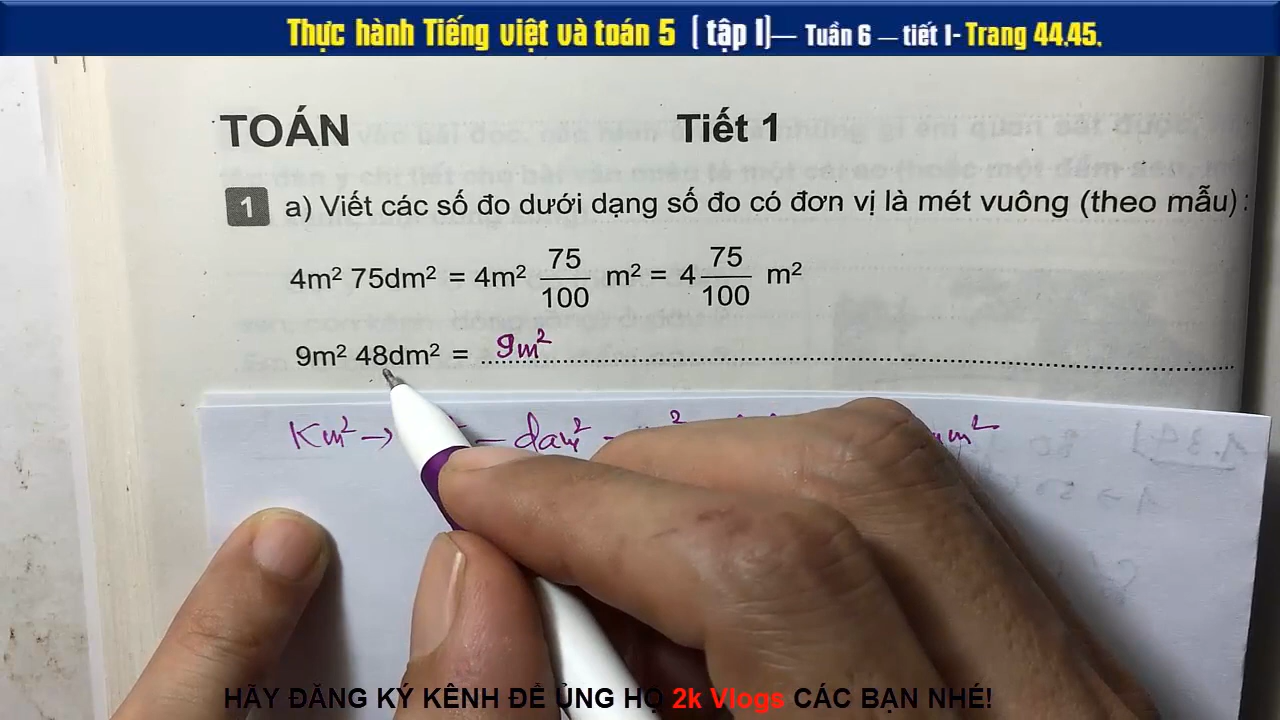 Thực hành Tiếng việt và toán 5 [ tập 1]— Tuần 6 – tiết 1- Trang 44,45.
TOÁN Tiết 1
1 a) Viết các số đo dưới dạng số đo có đơn vị là mét vuông (theo mẫu) :
4m² 75dm² = 4m² 75/100 m² = 4 75/100 m²
9m² 48dm² = 9m²
Km² → – dam² –
HÃY ĐĂNG KÝ KÊNH ĐỂ ỦNG HỘ 2k Vlogs CÁC BẠN NHÉ!